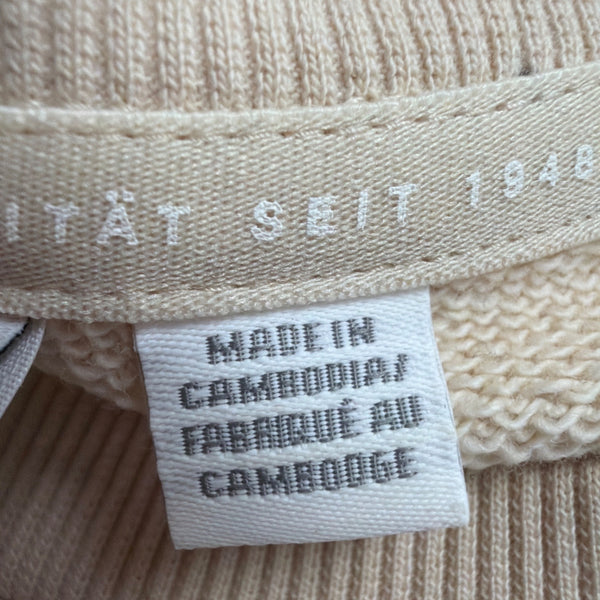 ITÄT SEIT 1948
MADE IN
CAMBODIA/
FABRIQUÉ AU
CAMBODGE